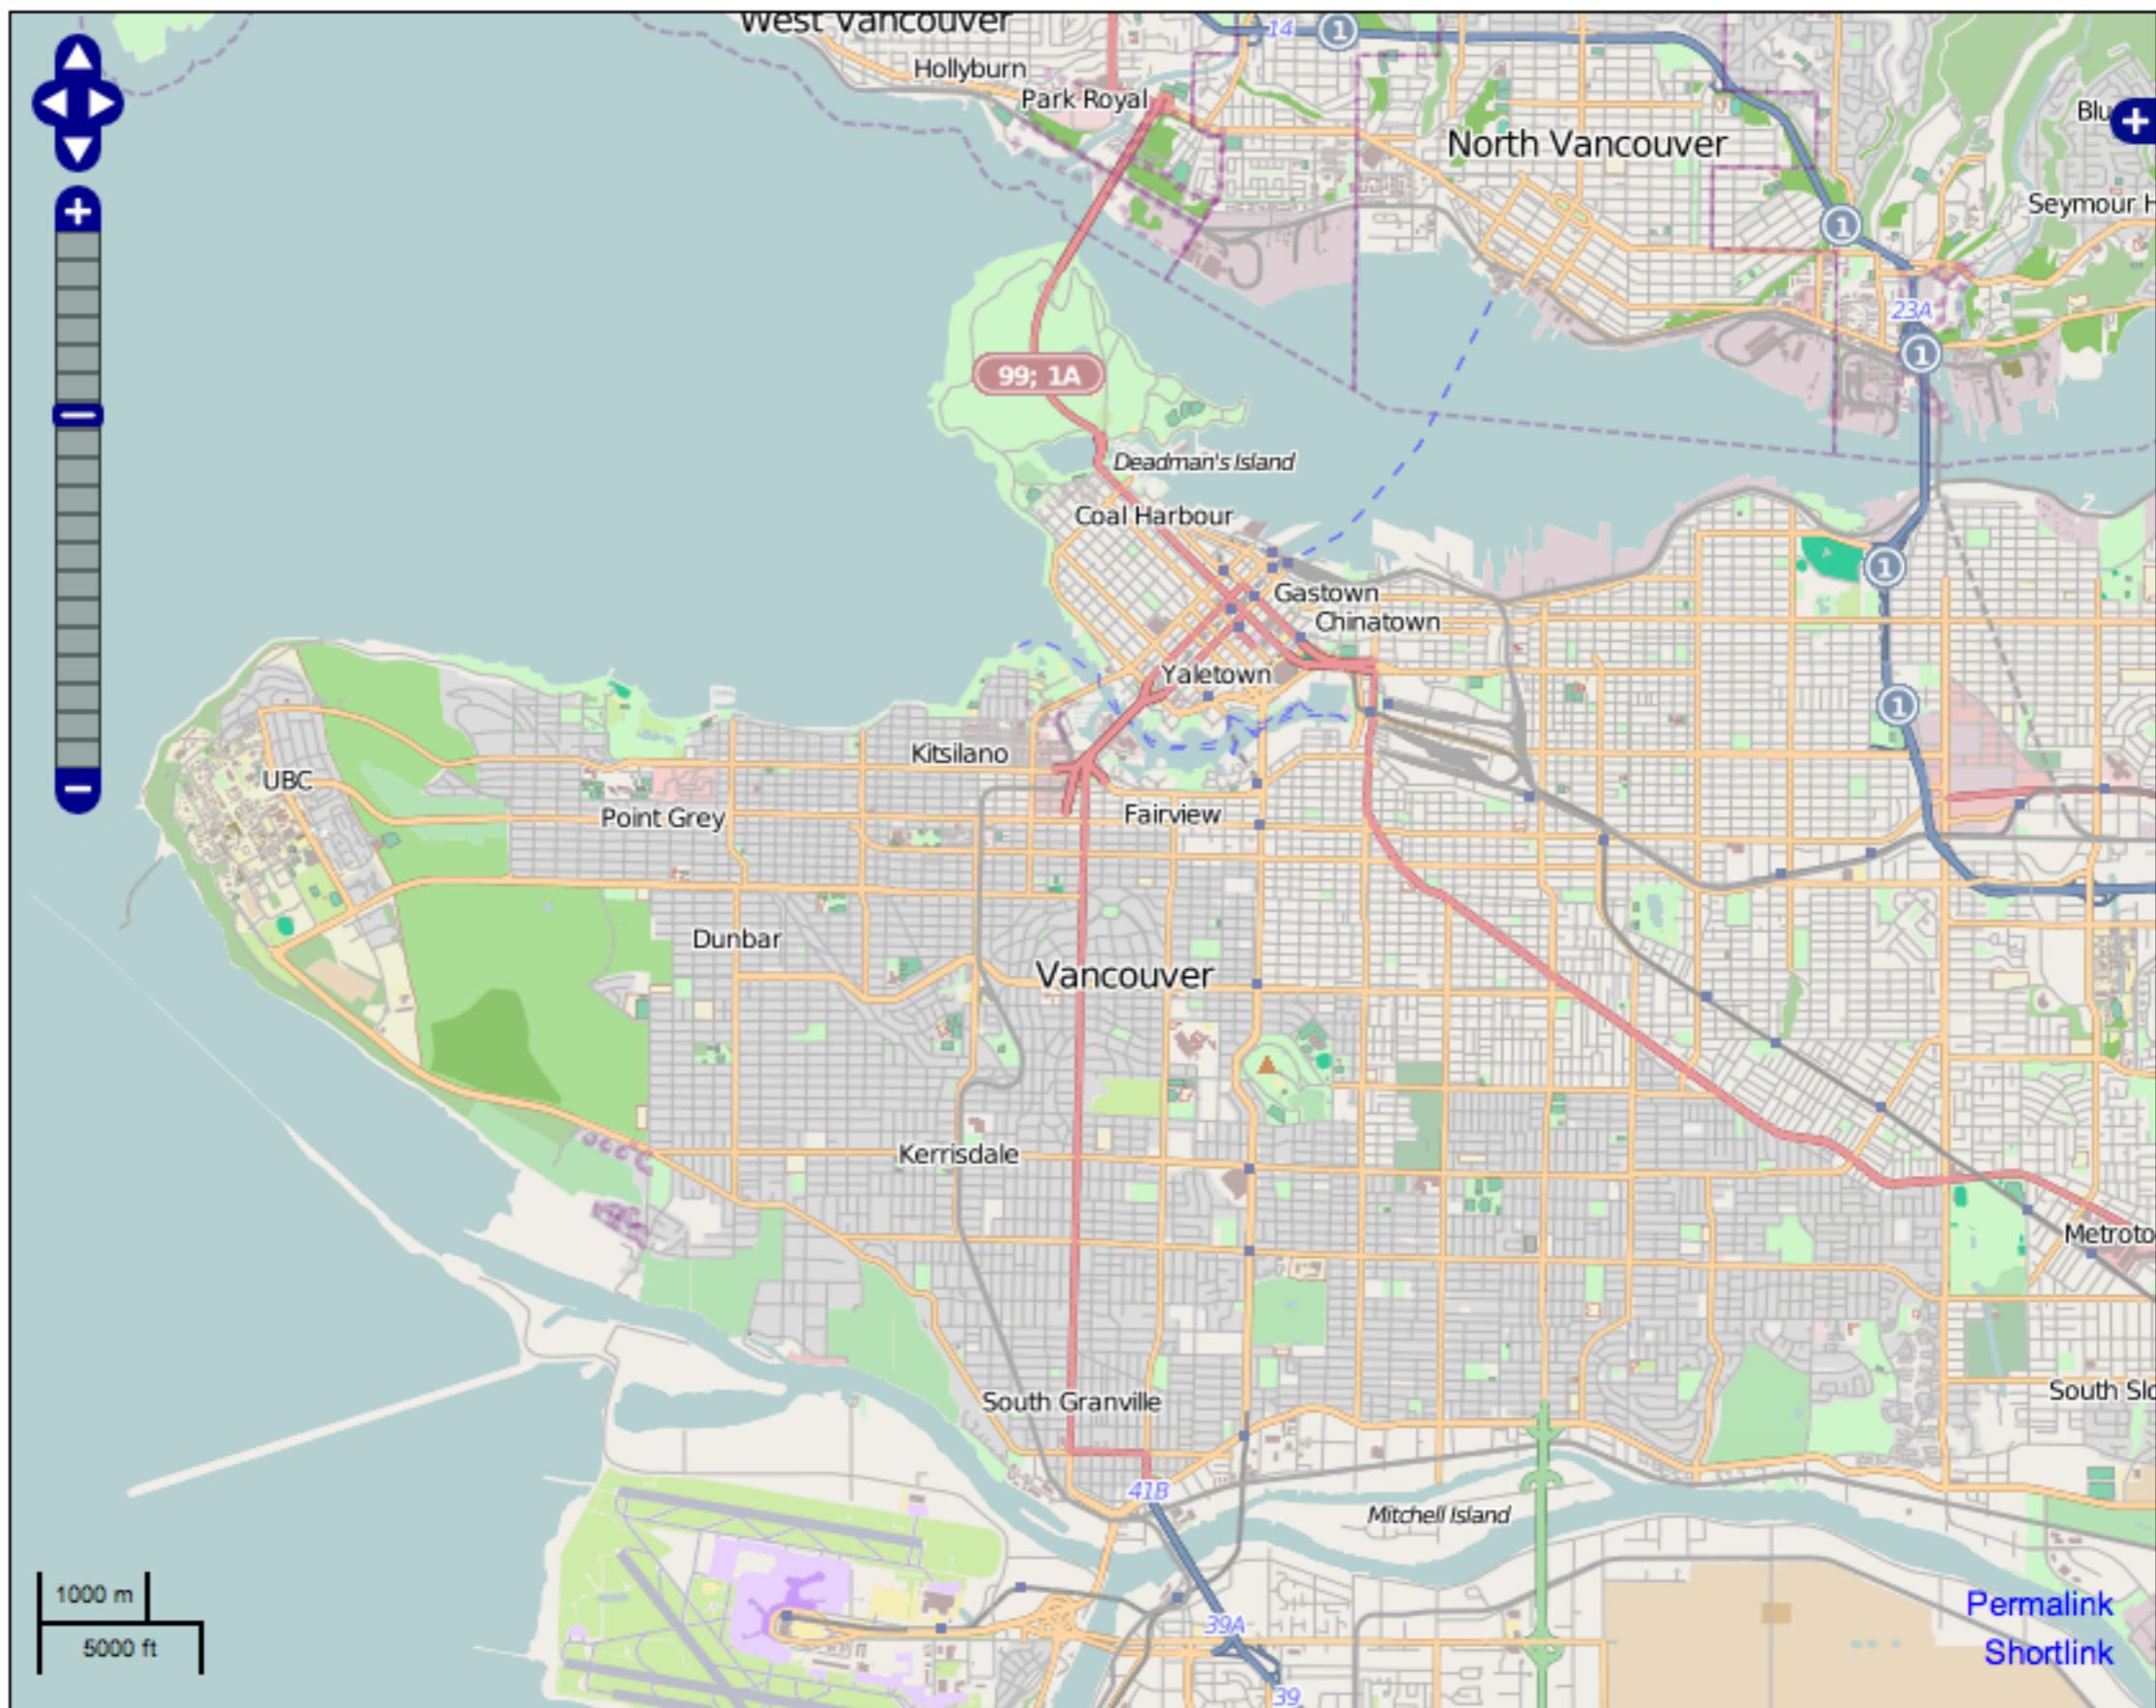 West Vancouver
14
1
Hollyburn
Park Royal
Blu
+
North Vancouver
+
Seymour H
1
23A
1
99; 1A
Deadman's Island
Coal Harbour
1
Gastown
Chinatown
Yaletown
1
Kitsilano
UBC
Point Grey
Fairview
Dunbar
Vancouver
Kerrisdale
Metroto
South Slo
South Granville
41B
Mitchell Island
1000 m
5000 ft
39A
39
Permalink
Shortlink